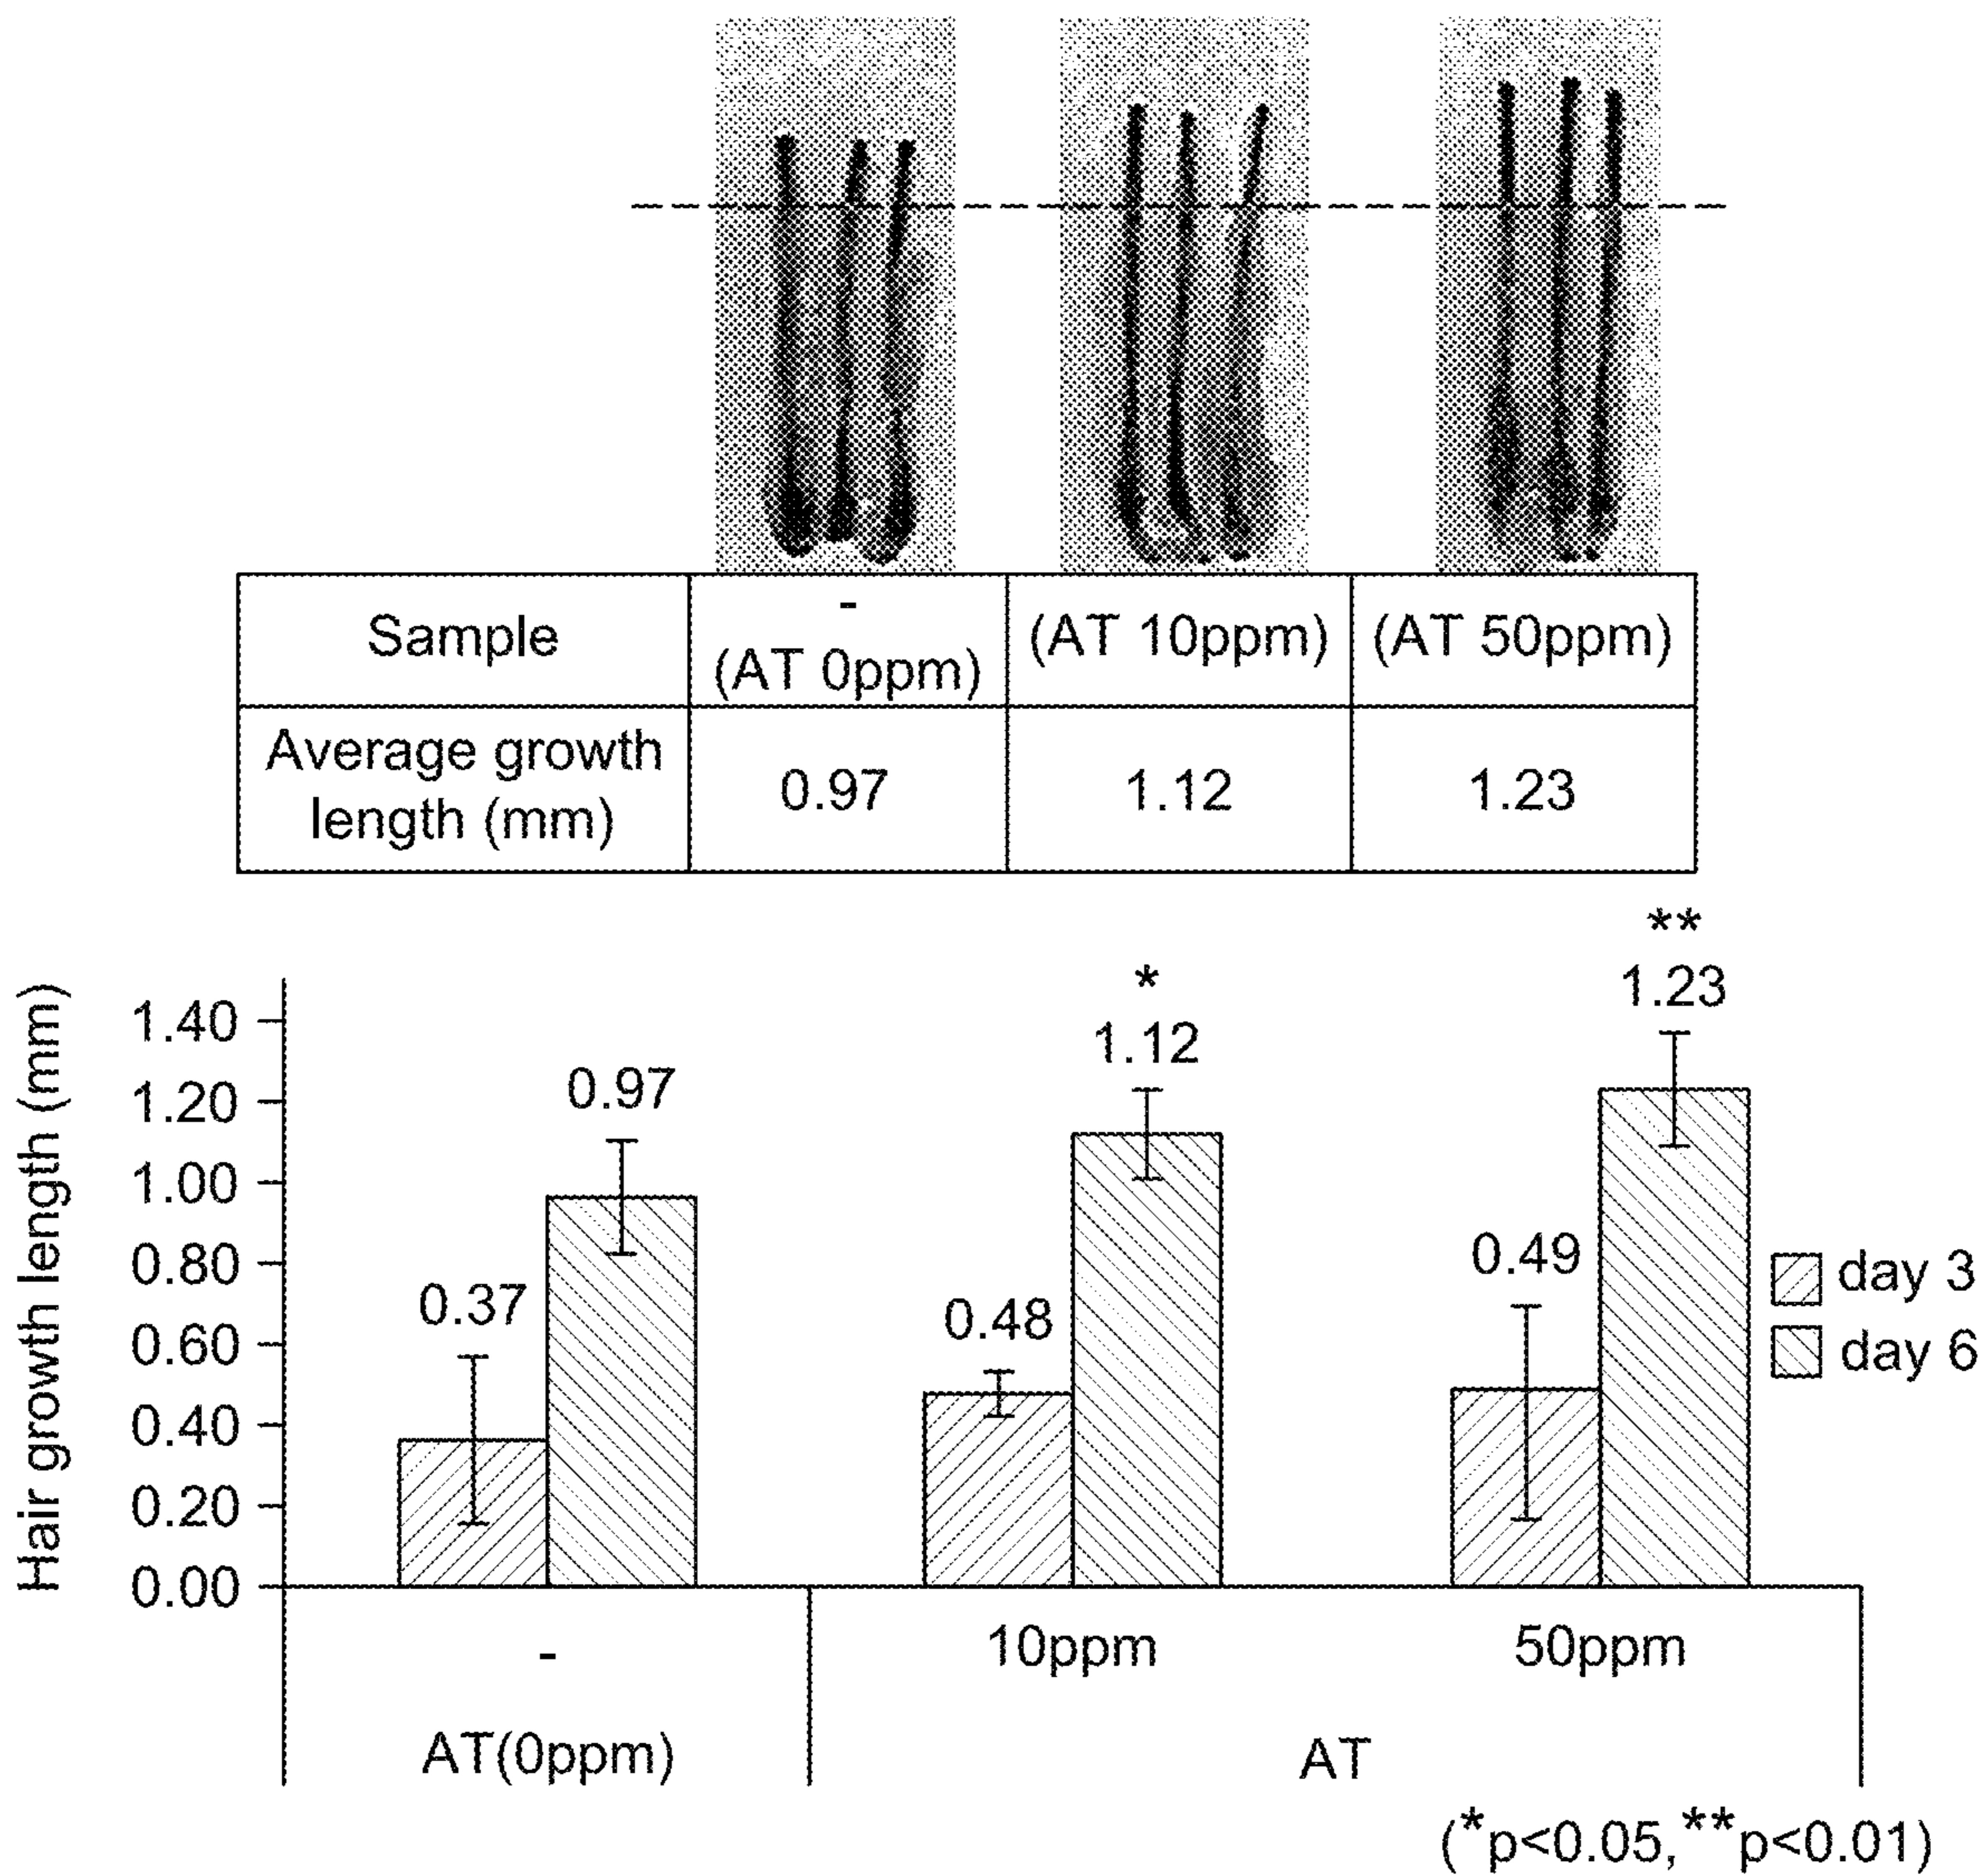 Sample
-
(AT 0ppm)
(AT 10ppm)
(AT 50ppm)
Average growth
length (mm)
0.97
1.12
1.23
Hair growth length (mm)
1.40
1.20
1.00
0.80
0.60
0.40
0.20
0.00
0.37
0.97
0.48
*
1.12
0.49
**
1.23
day 3
day 6
-
10ppm
50ppm
AT(0ppm)
AT
(*p<0.05,**p<0.01)